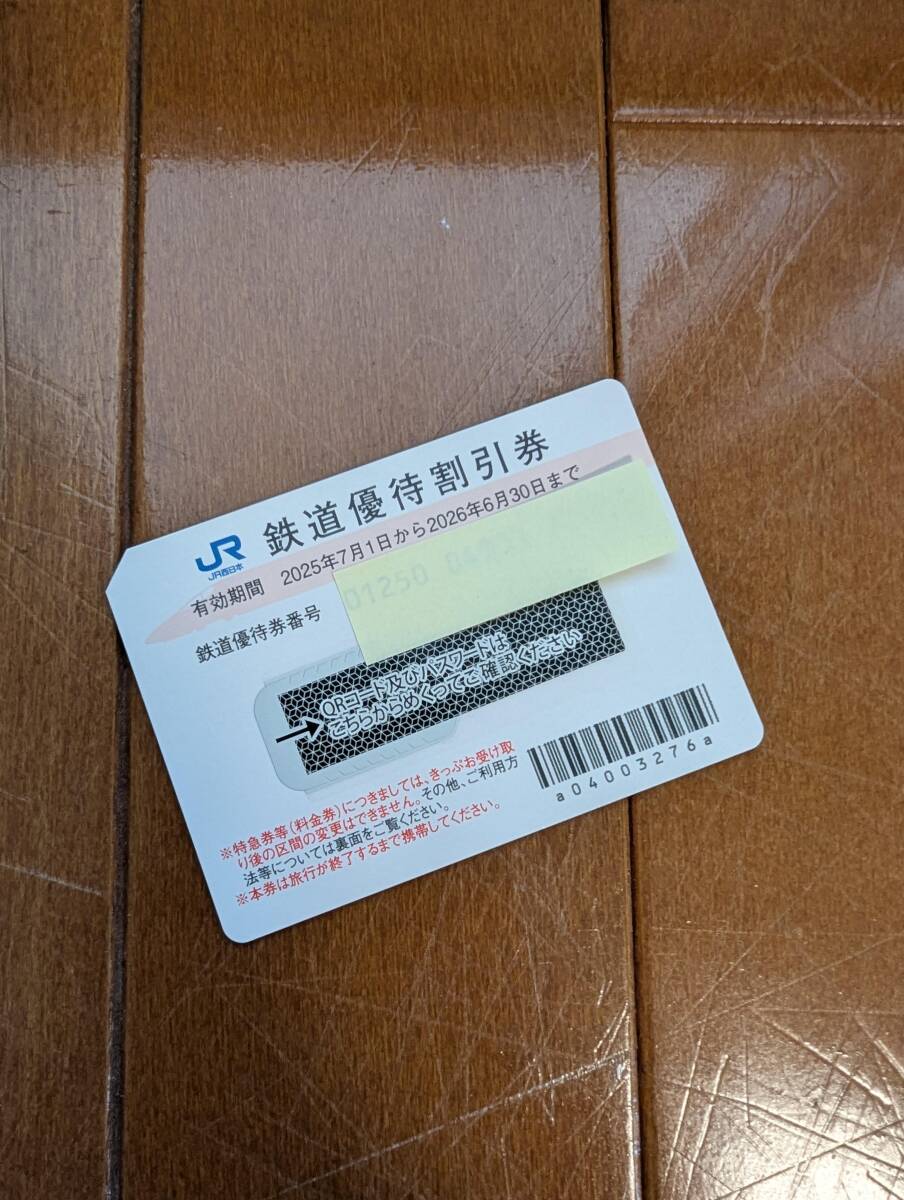 JR 鉄道優待割引券
JR西日本
有効期間 2025年7月1日から2026年6月30日まで
鉄道優待券番号 01250
QRコード及びパスワードは
こちらからめくってご確認ください
※特急券等(料金券)につきましては、きっぷお受け取
り後の区間の変更はできません。その他、ご利用方
法等については裏面をご覧ください。
※本券は旅行が終了するまで携帯してください。
a04003276a